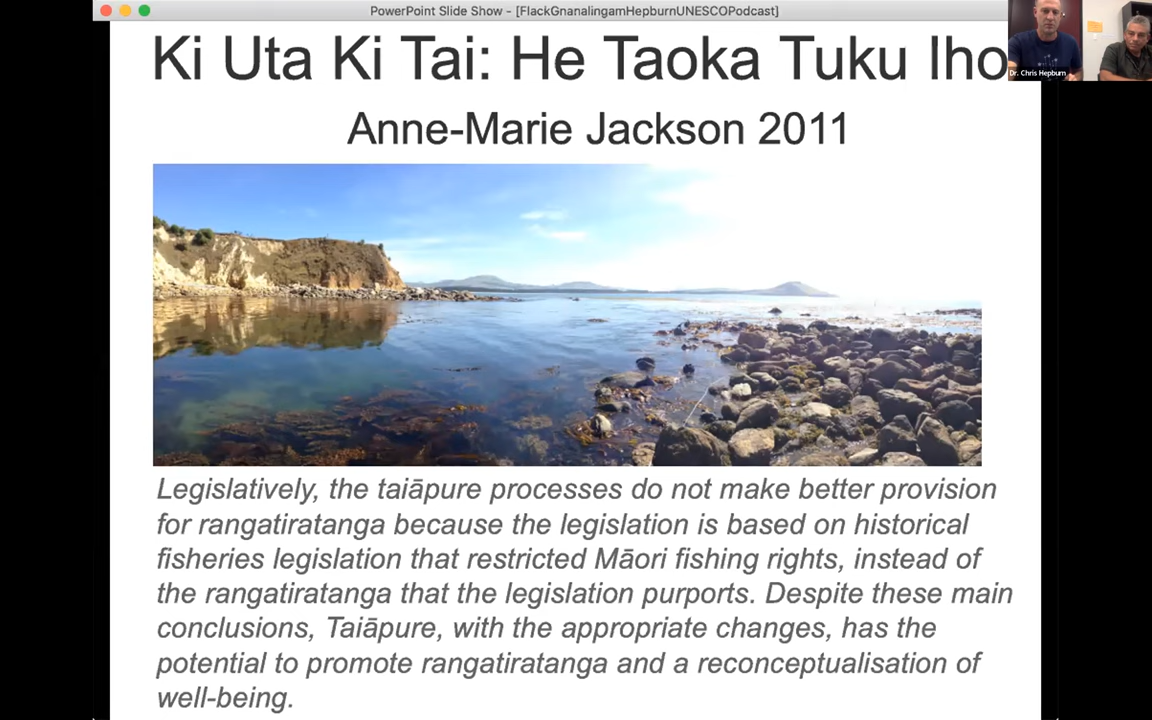 PowerPoint Slide Show - [FlackGnanalingamHepburnUNESCOPodcast]
Ki Uta Ki Tai: He Taoka Tuku Iho
Dr. Chris Hepburn
Anne-Marie Jackson 2011
Legislatively, the taiāpure processes do not make better provision
for rangatiratanga because the legislation is based on historical
fisheries legislation that restricted Māori fishing rights, instead of
the rangatiratanga that the legislation purports. Despite these main
conclusions, Taiāpure, with the appropriate changes, has the
potential to promote rangatiratanga and a reconceptualisation of
well-being.